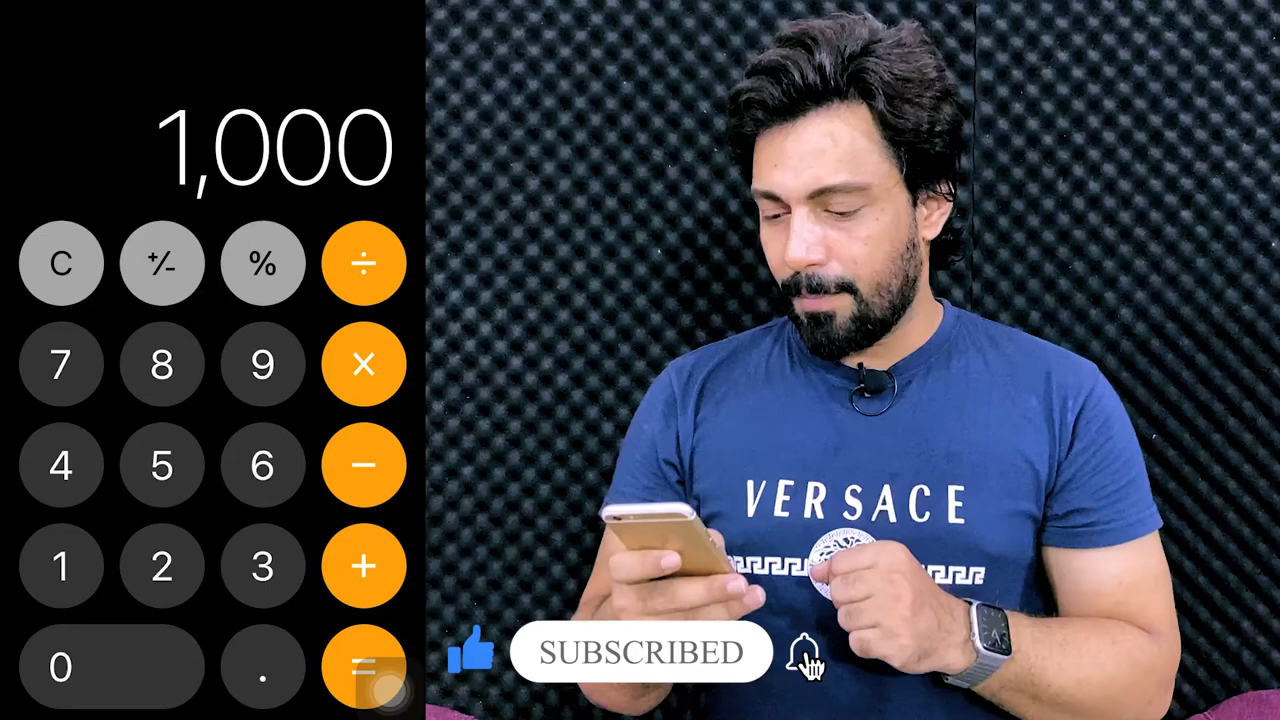 1,000
C +/- % ÷
7 8 9 ×
4 5 6 −
1 2 3 +
0 . =
VERSACE
SUBSCRIBED